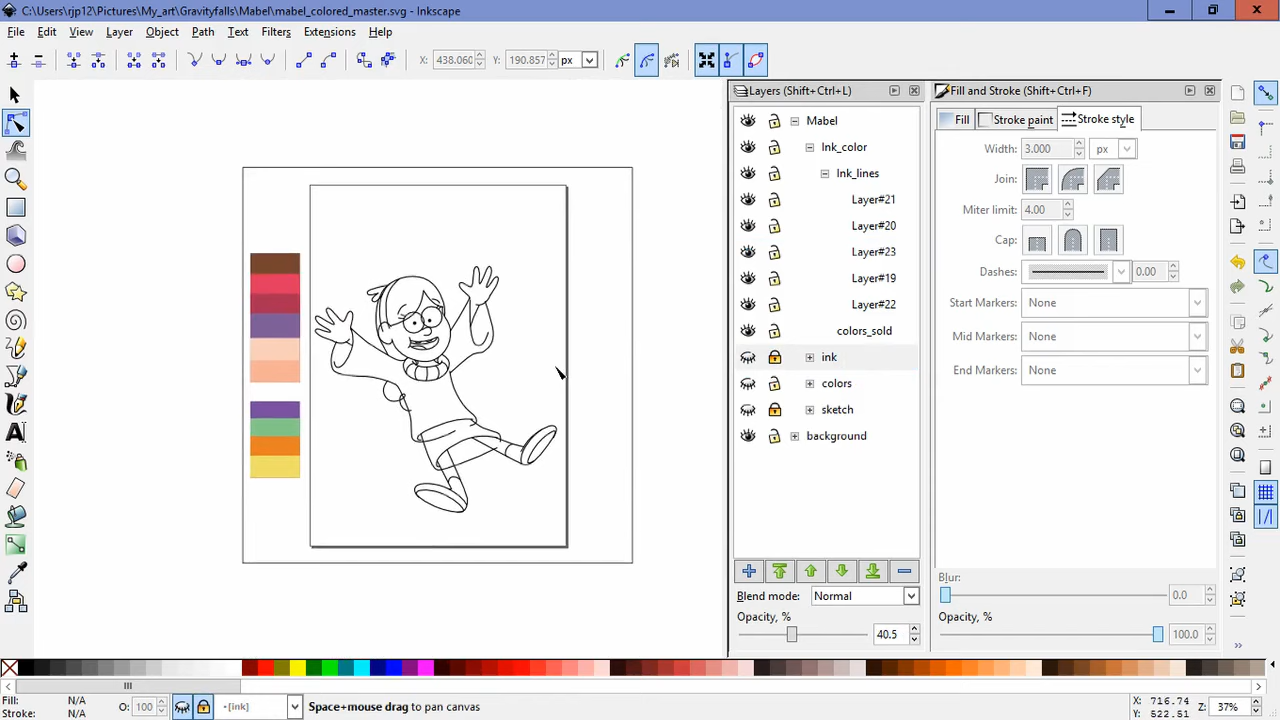 C:\Users\rjp12\Pictures\My_art\Gravityfalls\Mabel\mabel_colored_master.svg - Inkscape
File Edit View Layer Object Path Text Filters Extensions Help
X: 438.060 Y: 190.857 px
Layers (Shift+Ctrl+L)
Fill and Stroke (Shift+Ctrl+F)
Mabel
Ink_color
Ink_lines
Layer#21
Layer#20
Layer#23
Layer#19
Layer#22
colors_sold
ink
colors
sketch
background
Blend mode: Normal
Opacity, %
40.5
Fill Stroke paint Stroke style
Width: 3.000 px
Join:
Miter limit: 4.00
Cap:
Dashes: 0.00
Start Markers: None
Mid Markers: None
End Markers: None
Blur:
0.0
Opacity, %
100.0
Fill: N/A
Stroke: N/A
O: 100
[ink]
Space+mouse drag to pan canvas
X: 716.74
Y: 522.51
Z: 37%